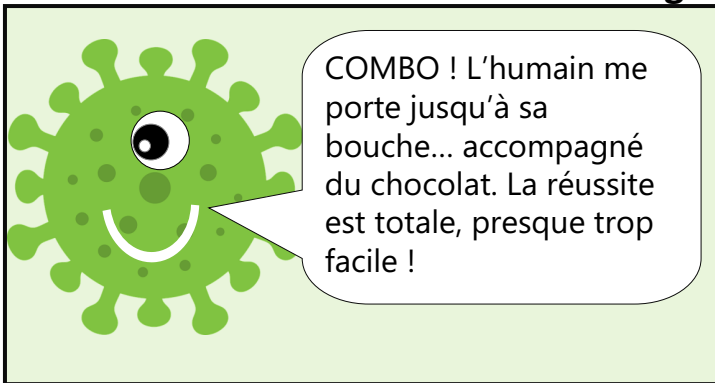 COMBO ! L’humain me
porte jusqu’à sa
bouche… accompagné
du chocolat. La réussite
est totale, presque trop
facile !